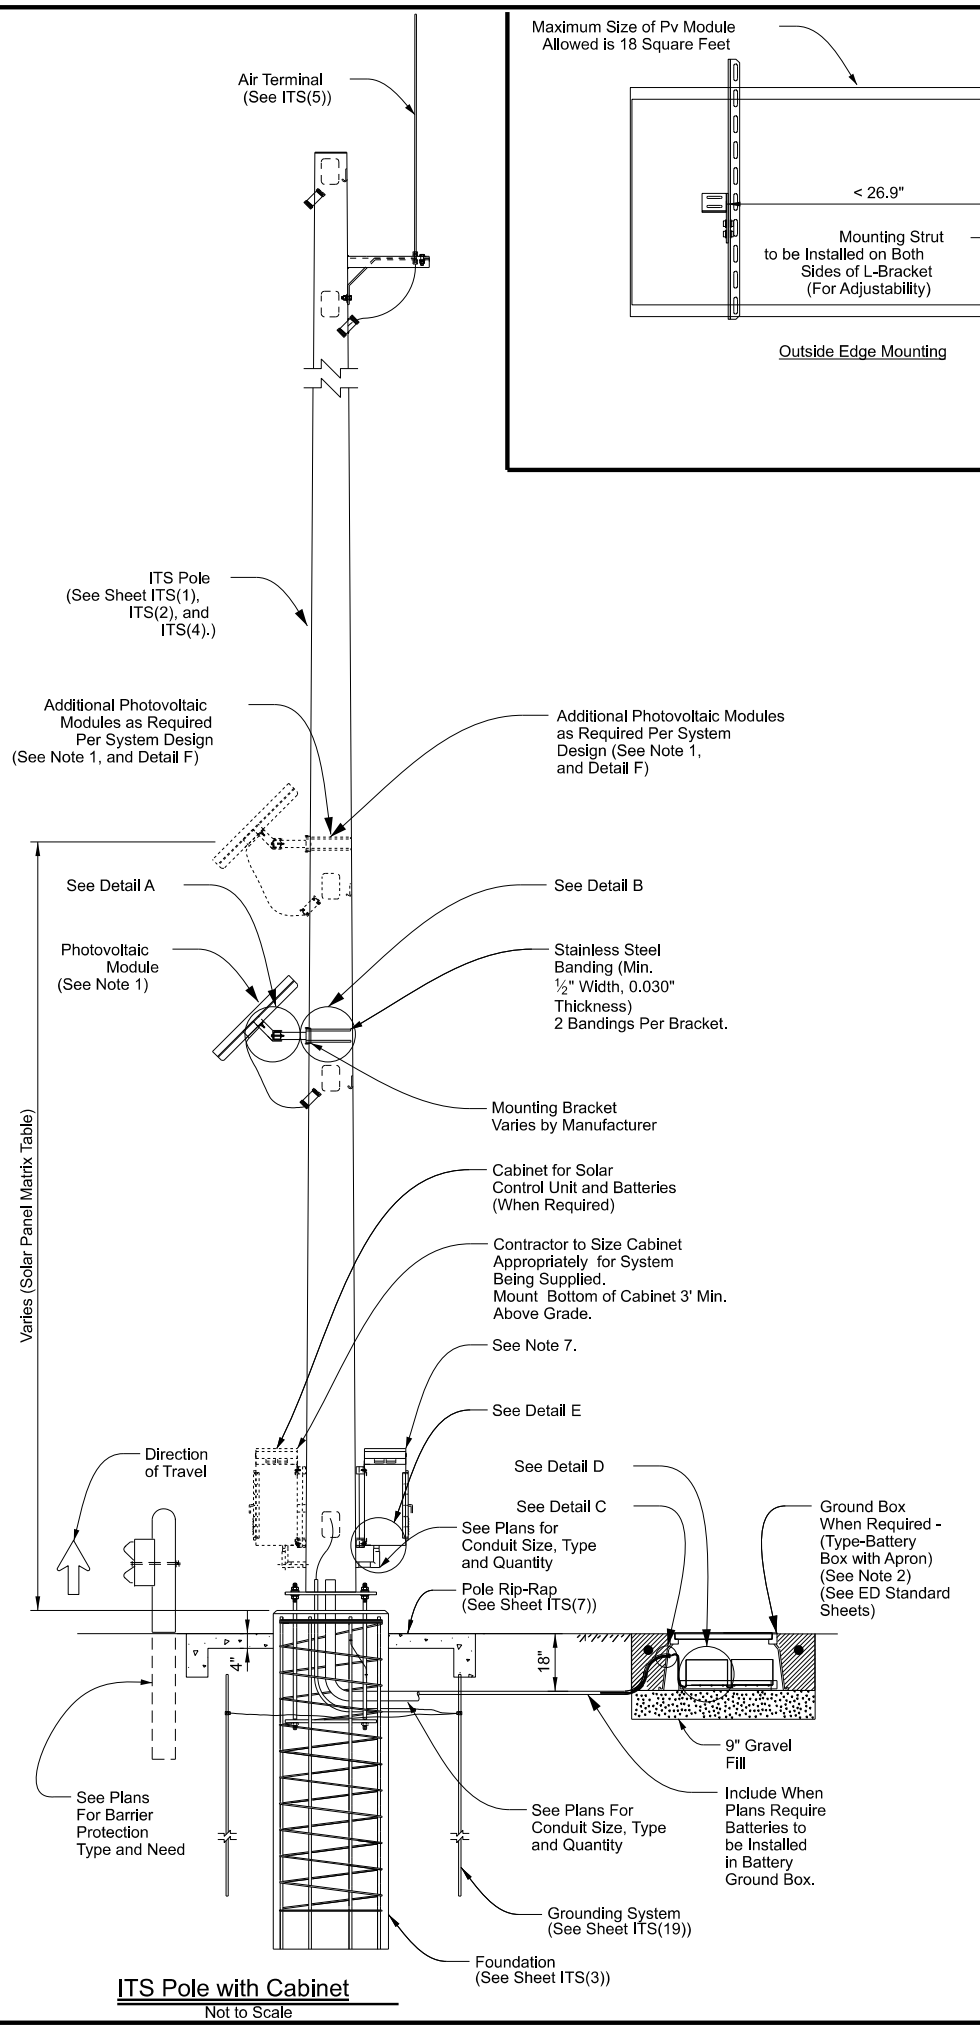 Maximum Size of Pv Module
Allowed is 18 Square Feet
Air Terminal
(See ITS(5))
< 26.9"
Mounting Strut
to be Installed on Both
Sides of L-Bracket
(For Adjustability)
Outside Edge Mounting
ITS Pole
(See Sheet ITS(1),
ITS(2), and
ITS(4).)
Additional Photovoltaic
Modules as Required
Per System Design
(See Note 1, and Detail F)
Additional Photovoltaic Modules
as Required Per System
Design (See Note 1,
and Detail F)
See Detail A
See Detail B
Photovoltaic
Module
(See Note 1)
Stainless Steel
Banding (Min.
½" Width, 0.030"
Thickness)
2 Bandings Per Bracket.
Mounting Bracket
Varies by Manufacturer
Varies (Solar Panel Matrix Table)
Cabinet for Solar
Control Unit and Batteries
(When Required)
Contractor to Size Cabinet
Appropriately for System
Being Supplied.
Mount Bottom of Cabinet 3' Min.
Above Grade.
See Note 7.
See Detail E
Direction
of Travel
See Detail D
See Detail C
See Plans for
Conduit Size, Type
and Quantity
Ground Box
When Required -
(Type-Battery
Box with Apron)
(See Note 2)
(See ED Standard
Sheets)
Pole Rip-Rap
(See Sheet ITS(7))
4"
18"
9" Gravel
Fill
See Plans
For Barrier
Protection
Type and Need
See Plans For
Conduit Size, Type
and Quantity
Include When
Plans Require
Batteries to
be Installed
in Battery
Ground Box.
Grounding System
(See Sheet ITS(19))
Foundation
(See Sheet ITS(3))
ITS Pole with Cabinet
Not to Scale